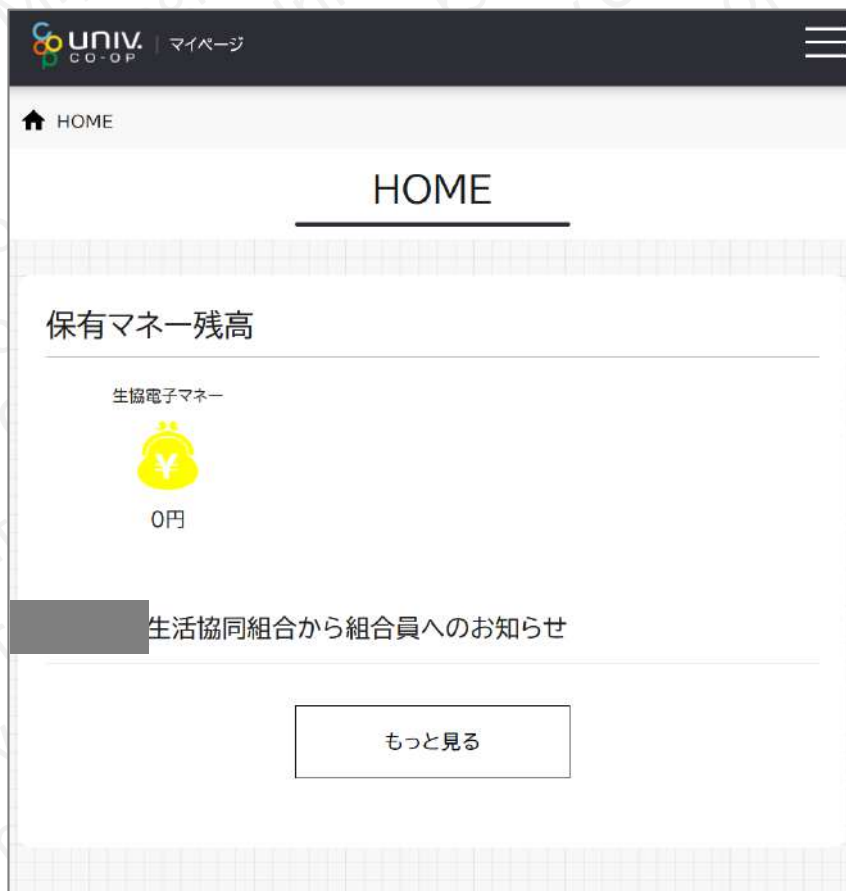 UNIV.
CO-OP
マイページ
HOME
HOME
保有マネー残高
生協電子マネー
¥
0円
生活協同組合から組合員へのお知らせ
もっと見る